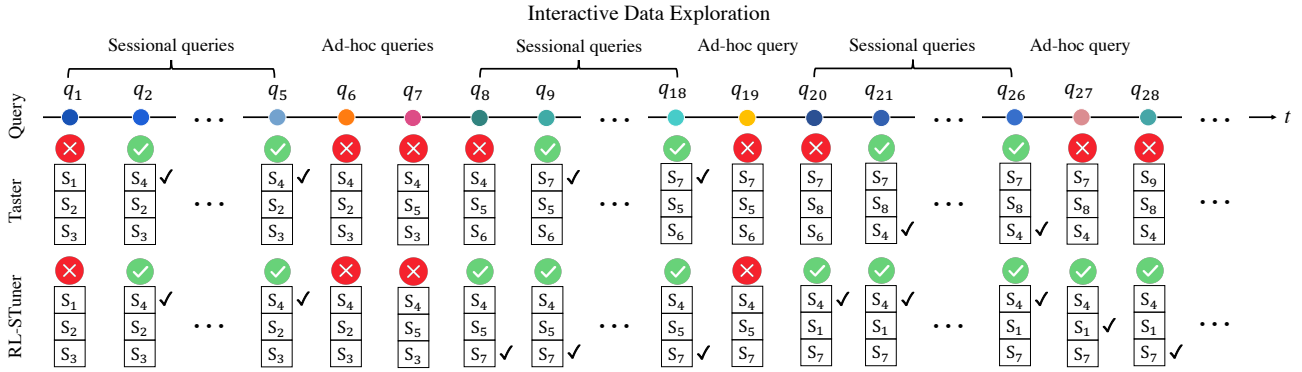 Interactive Data Exploration
Sessional queries Ad-hoc queries Sessional queries Ad-hoc query Sessional queries Ad-hoc query
q1 q2 q5 q6 q7 q8 q9 q18 q19 q20 q21 q26 q27 q28
Query ... ... ... ... t
S1 S4 S4 S4 S4 S4 S7 S7 S7 S7 S7 S7 S7 S9
Taster S2 S2 ... S2 S2 S5 S5 S5 ... S5 S5 S8 S8 ... S8 S8 S8 ...
S3 S3 S3 S3 S3 S6 S6 S6 S6 S6 S4 S4 S4 S4
S1 S4 S4 S4 S4 S4 S4 S4 S4 S4 S4 S4 S4 S4
RL-STuner S2 S2 ... S2 S2 S5 S5 S5 ... S5 S5 S1 S1 ... S1 S1 S1 ...
S3 S3 S3 S3 S3 S7 S7 S7 S7 S7 S7 S7 S7 S7